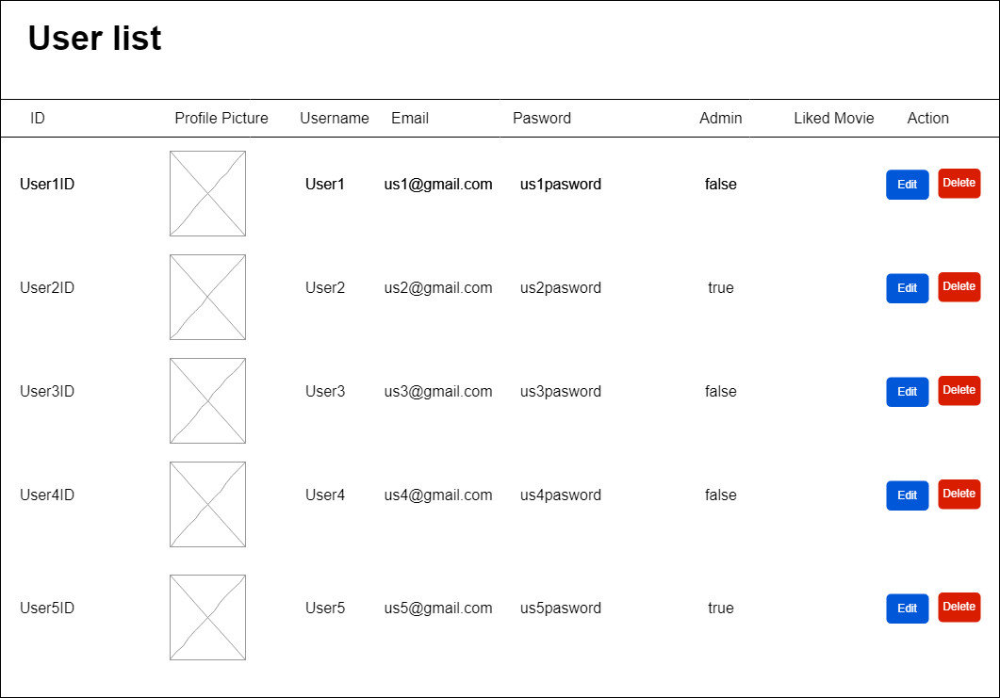 User list
ID Profile Picture Username Email Pasword Admin Liked Movie Action
User1ID User1 us1@gmail.com us1pasword false Edit Delete
User2ID User2 us2@gmail.com us2pasword true Edit Delete
User3ID User3 us3@gmail.com us3pasword false Edit Delete
User4ID User4 us4@gmail.com us4pasword false Edit Delete
User5ID User5 us5@gmail.com us5pasword true Edit Delete